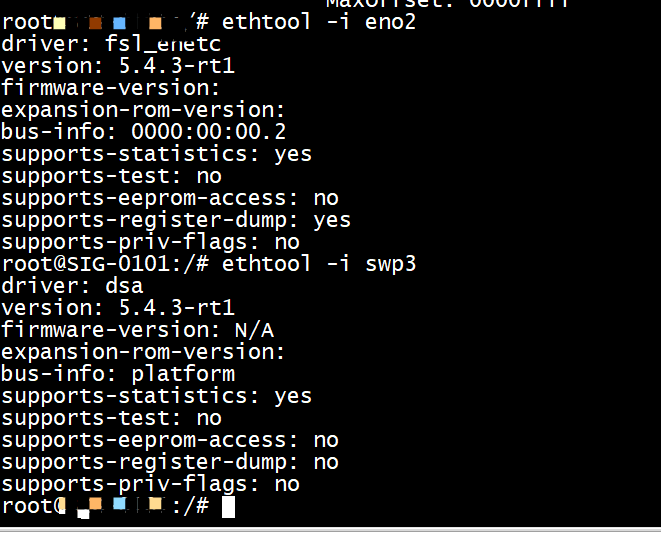 MaxOffset: 0000ffff
root /# ethtool -i eno2
driver: fsl_enetc
version: 5.4.3-rt1
firmware-version:
expansion-rom-version:
bus-info: 0000:00:00.2
supports-statistics: yes
supports-test: no
supports-eeprom-access: no
supports-register-dump: yes
supports-priv-flags: no
root@SIG-0101:/# ethtool -i swp3
driver: dsa
version: 5.4.3-rt1
firmware-version: N/A
expansion-rom-version:
bus-info: platform
supports-statistics: yes
supports-test: no
supports-eeprom-access: no
supports-register-dump: no
supports-priv-flags: no
root@ :/#